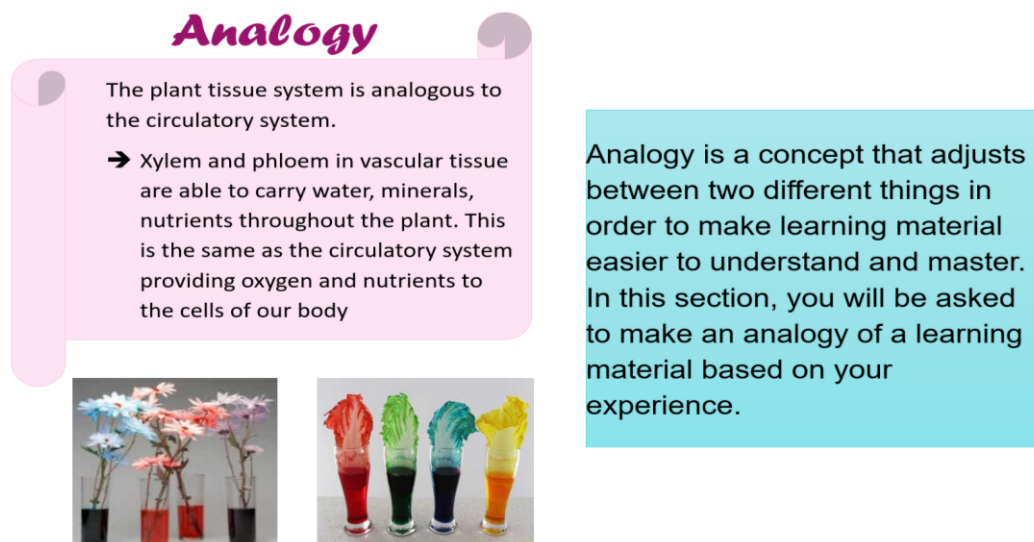 Analogy
The plant tissue system is analogous to
the circulatory system.
➔ Xylem and phloem in vascular tissue
are able to carry water, minerals,
nutrients throughout the plant. This
is the same as the circulatory system
providing oxygen and nutrients to
the cells of our body
Analogy is a concept that adjusts
between two different things in
order to make learning material
easier to understand and master.
In this section, you will be asked
to make an analogy of a learning
material based on your
experience.